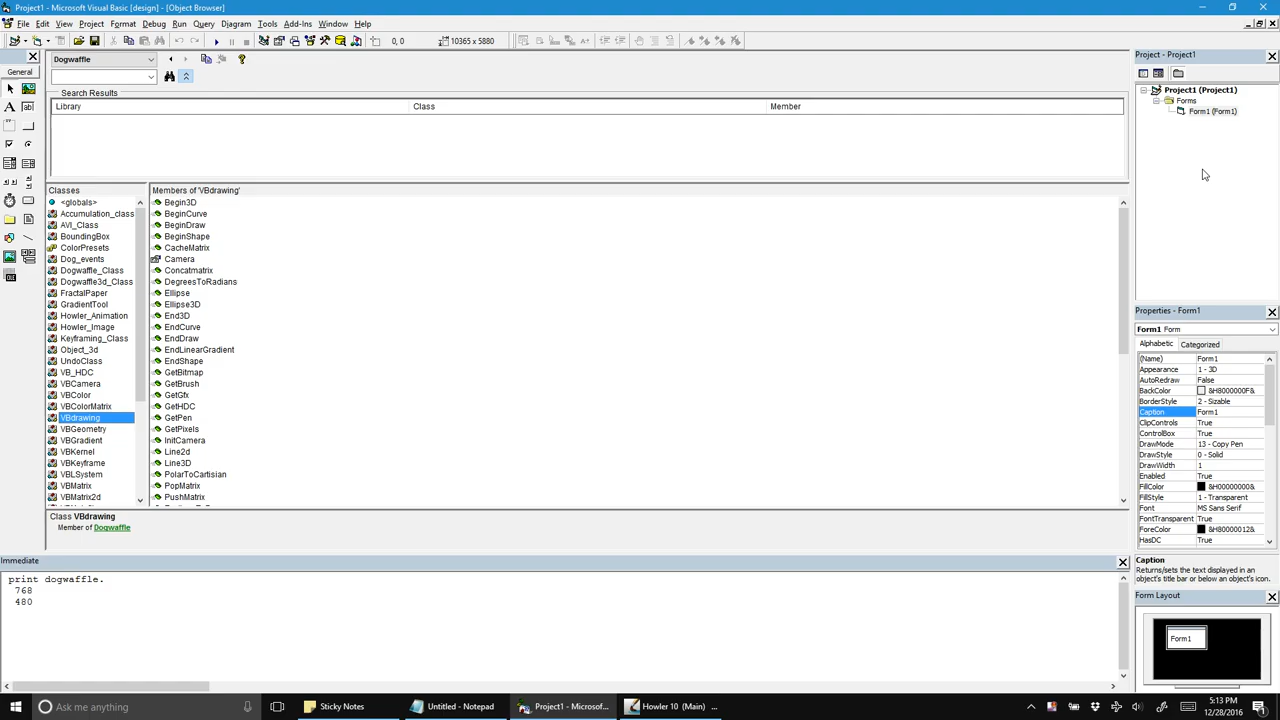 Project1 - Microsoft Visual Basic [design] - [Object Browser]
File Edit View Project Format Debug Run Query Diagram Tools Add-Ins Window Help
0, 0
10365 x 5880
General
Dogwaffle
Search Results
Library Class Member
Classes
<globals>
Accumulation_class
AVI_Class
BoundingBox
ColorPresets
Dog_events
Dogwaffle_Class
Dogwaffle3d_Class
FractalPaper
GradientTool
Howler_Animation
Howler_Image
Keyframing_Class
Object_3d
UndoClass
VB_HDC
VBCamera
VBColor
VBColorMatrix
VBdrawing
VBGeometry
VBGradient
VBKernel
VBKeyframe
VBLSystem
VBMatrix
VBMatrix2d
Members of 'VBdrawing'
Begin3D
BeginCurve
BeginDraw
BeginShape
CacheMatrix
Camera
Concatmatrix
DegreesToRadians
Ellipse
Ellipse3D
End3D
EndCurve
EndDraw
EndLinearGradient
EndShape
GetBitmap
GetBrush
GetGfx
GetHDC
GetPen
GetPixels
InitCamera
Line2d
Line3D
PolarToCartisian
PopMatrix
PushMatrix
Class VBdrawing
Member of Dogwaffle
Immediate
print dogwaffle.
768
480
Project - Project1
Project1 (Project1)
Forms
Form1 (Form1)
Properties - Form1
Form1 Form
Alphabetic Categorized
(Name) Form1
Appearance 1 - 3D
AutoRedraw False
BackColor &H8000000F&
BorderStyle 2 - Sizable
Caption Form1
ClipControls True
ControlBox True
DrawMode 13 - Copy Pen
DrawStyle 0 - Solid
DrawWidth 1
Enabled True
FillColor &H00000000&
FillStyle 1 - Transparent
Font MS Sans Serif
FontTransparent True
ForeColor &H80000012&
HasDC True
Caption
Returns/sets the text displayed in an
object's title bar or below an object's icon.
Form Layout
Form1
Ask me anything
Sticky Notes
Untitled - Notepad
Project1 - Microsof...
Howler 10 (Main) ...
5:13 PM
12/28/2016